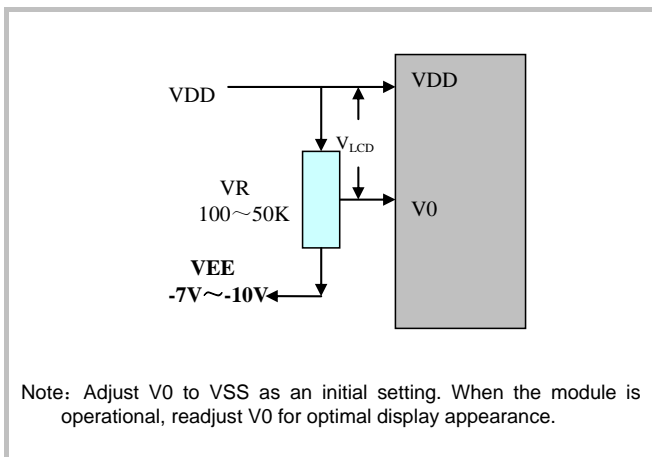 VDD
VDD
V_LCD
VR
100～50K
V0
VEE
-7V～-10V
Note：Adjust V0 to VSS as an initial setting. When the module is
operational, readjust V0 for optimal display appearance.